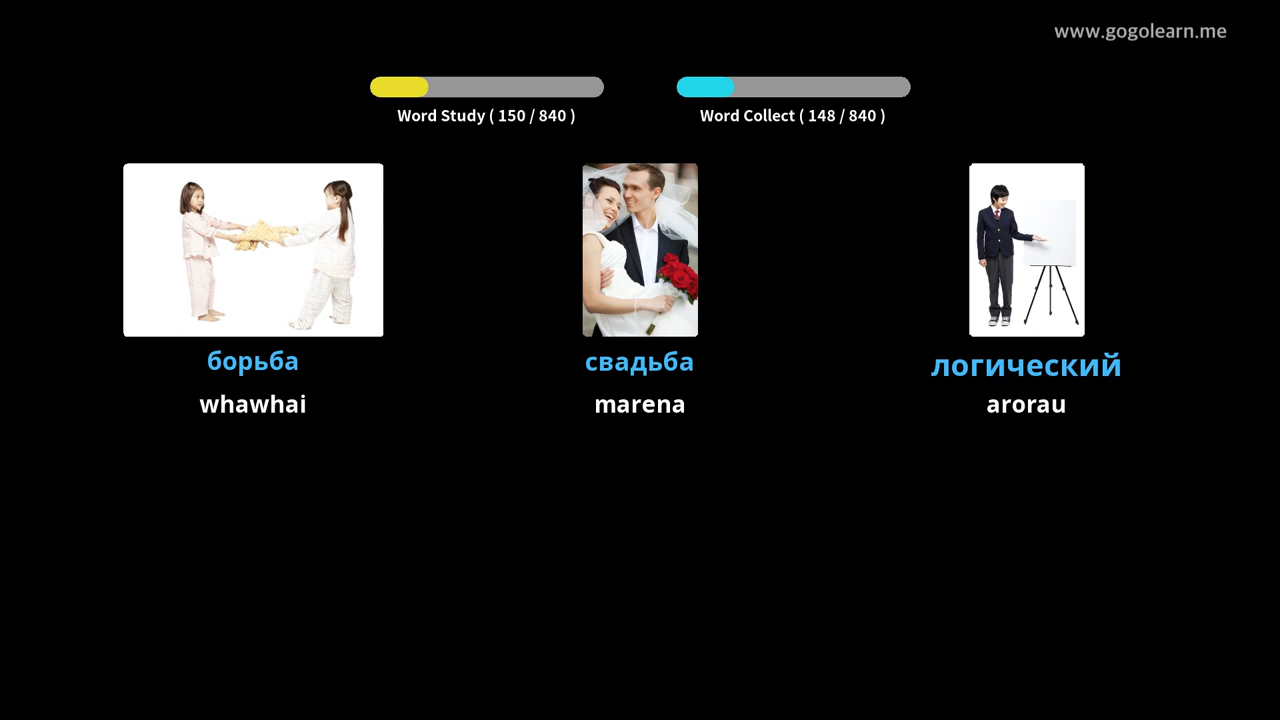 www.gogolearn.me
Word Study ( 150 / 840 )
Word Collect ( 148 / 840 )
борьба
свадьба
логический
whawhai
marena
arorau